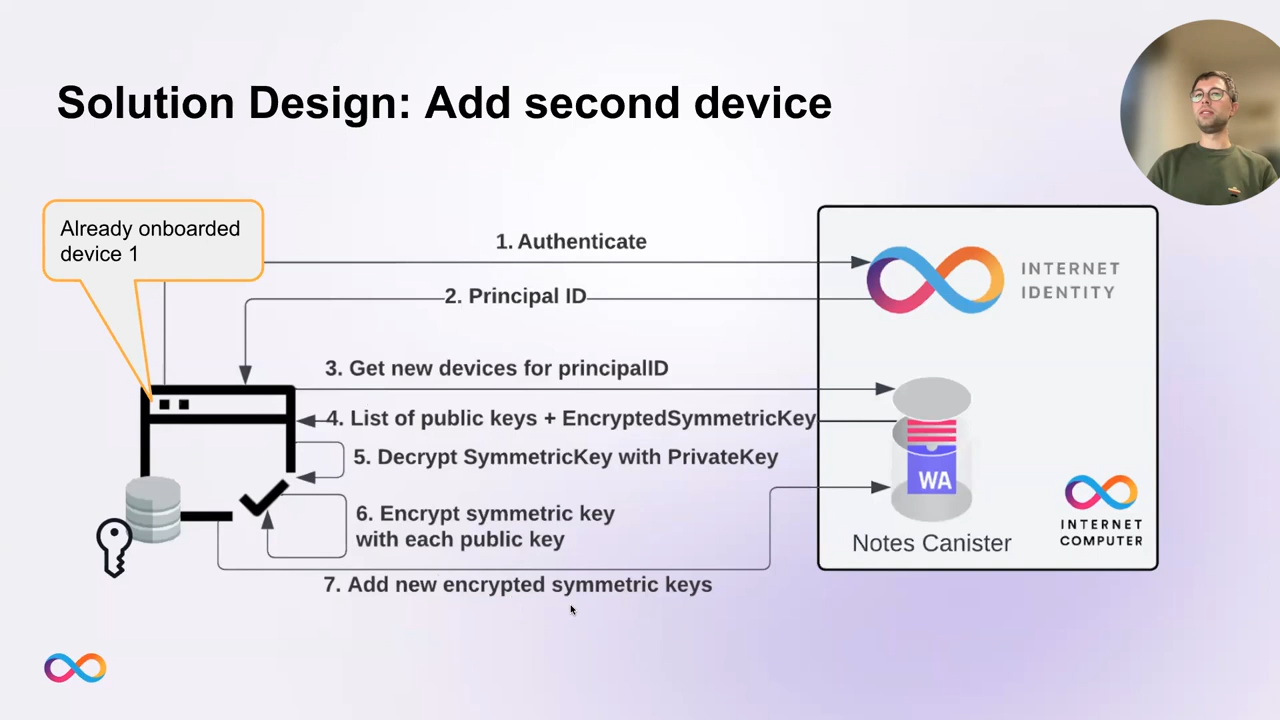 Solution Design: Add second device
Already onboarded
device 1
1. Authenticate
INTERNET
IDENTITY
2. Principal ID
3. Get new devices for principalID
4. List of public keys + EncryptedSymmetricKey
5. Decrypt SymmetricKey with PrivateKey
WA
6. Encrypt symmetric key
with each public key
INTERNET
COMPUTER
Notes Canister
7. Add new encrypted symmetric keys